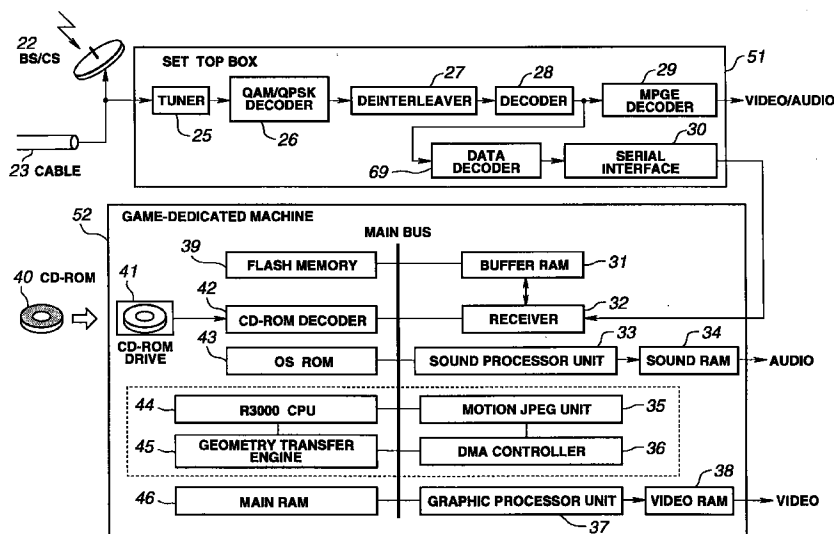 22
BS/CS
23 CABLE
SET TOP BOX
51
TUNER
25
QAM/QPSK
DECODER
26
DEINTERLEAVER
27
DECODER
28
MPGE
DECODER
29
VIDEO/AUDIO
DATA
DECODER
69
SERIAL
INTERFACE
30
52
GAME-DEDICATED MACHINE
MAIN BUS
39
FLASH MEMORY
BUFFER RAM
31
40 CD-ROM
41
CD-ROM
DRIVE
42
CD-ROM DECODER
RECEIVER
32
43
OS ROM
SOUND PROCESSOR UNIT
33
SOUND RAM
34
AUDIO
44
R3000 CPU
MOTION JPEG UNIT
35
45
GEOMETRY TRANSFER
ENGINE
DMA CONTROLLER
36
46
MAIN RAM
GRAPHIC PROCESSOR UNIT
37
VIDEO RAM
38
VIDEO